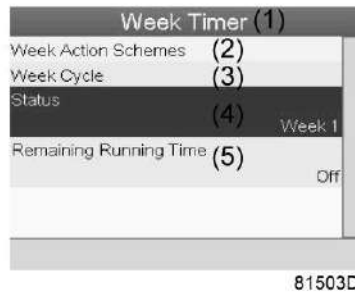 Week Timer (1)
Week Action Schemes (2)
Week Cycle (3)
Status (4)
Week 1
Remaining Running Time (5)
Off
81503D